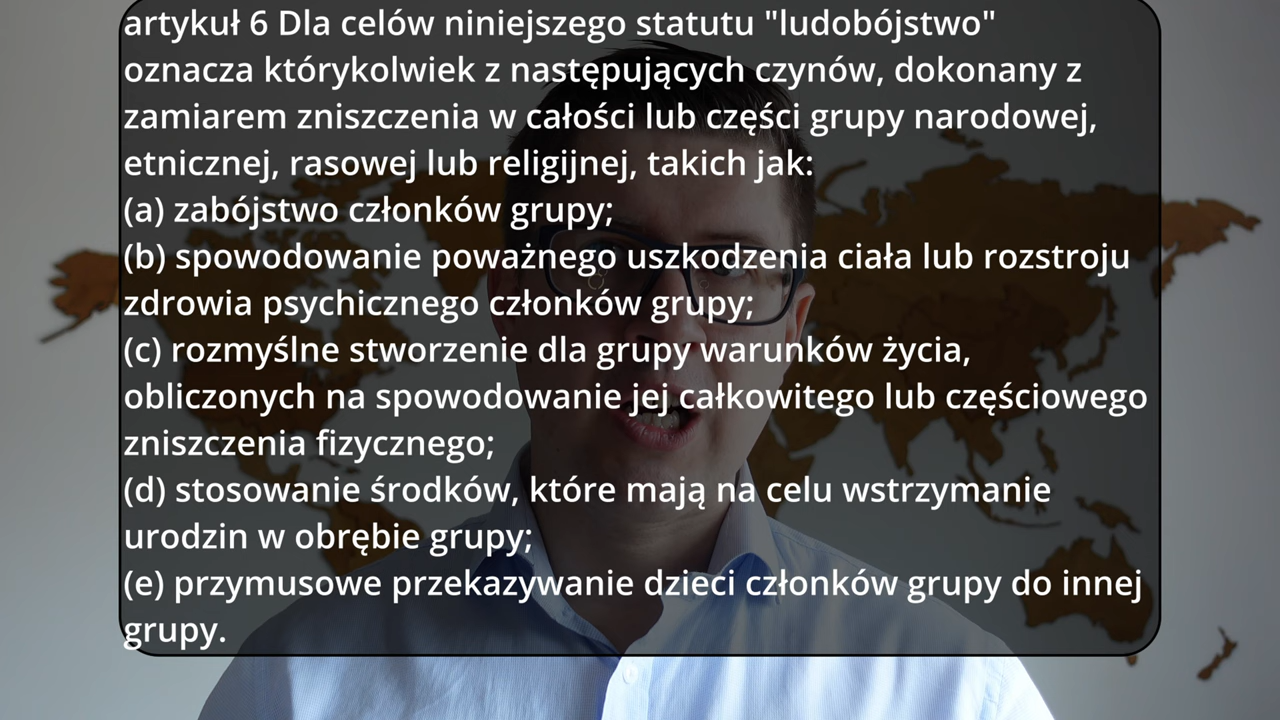 artykuł 6 Dla celów niniejszego statutu "ludobójstwo"
oznacza którykolwiek z następujących czynów, dokonany z
zamiarem zniszczenia w całości lub części grupy narodowej,
etnicznej, rasowej lub religijnej, takich jak:
(a) zabójstwo członków grupy;
(b) spowodowanie poważnego uszkodzenia ciała lub rozstroju
zdrowia psychicznego członków grupy;
(c) rozmyślne stworzenie dla grupy warunków życia,
obliczonych na spowodowanie jej całkowitego lub częściowego
zniszczenia fizycznego;
(d) stosowanie środków, które mają na celu wstrzymanie
urodzin w obrębie grupy;
(e) przymusowe przekazywanie dzieci członków grupy do innej
grupy.